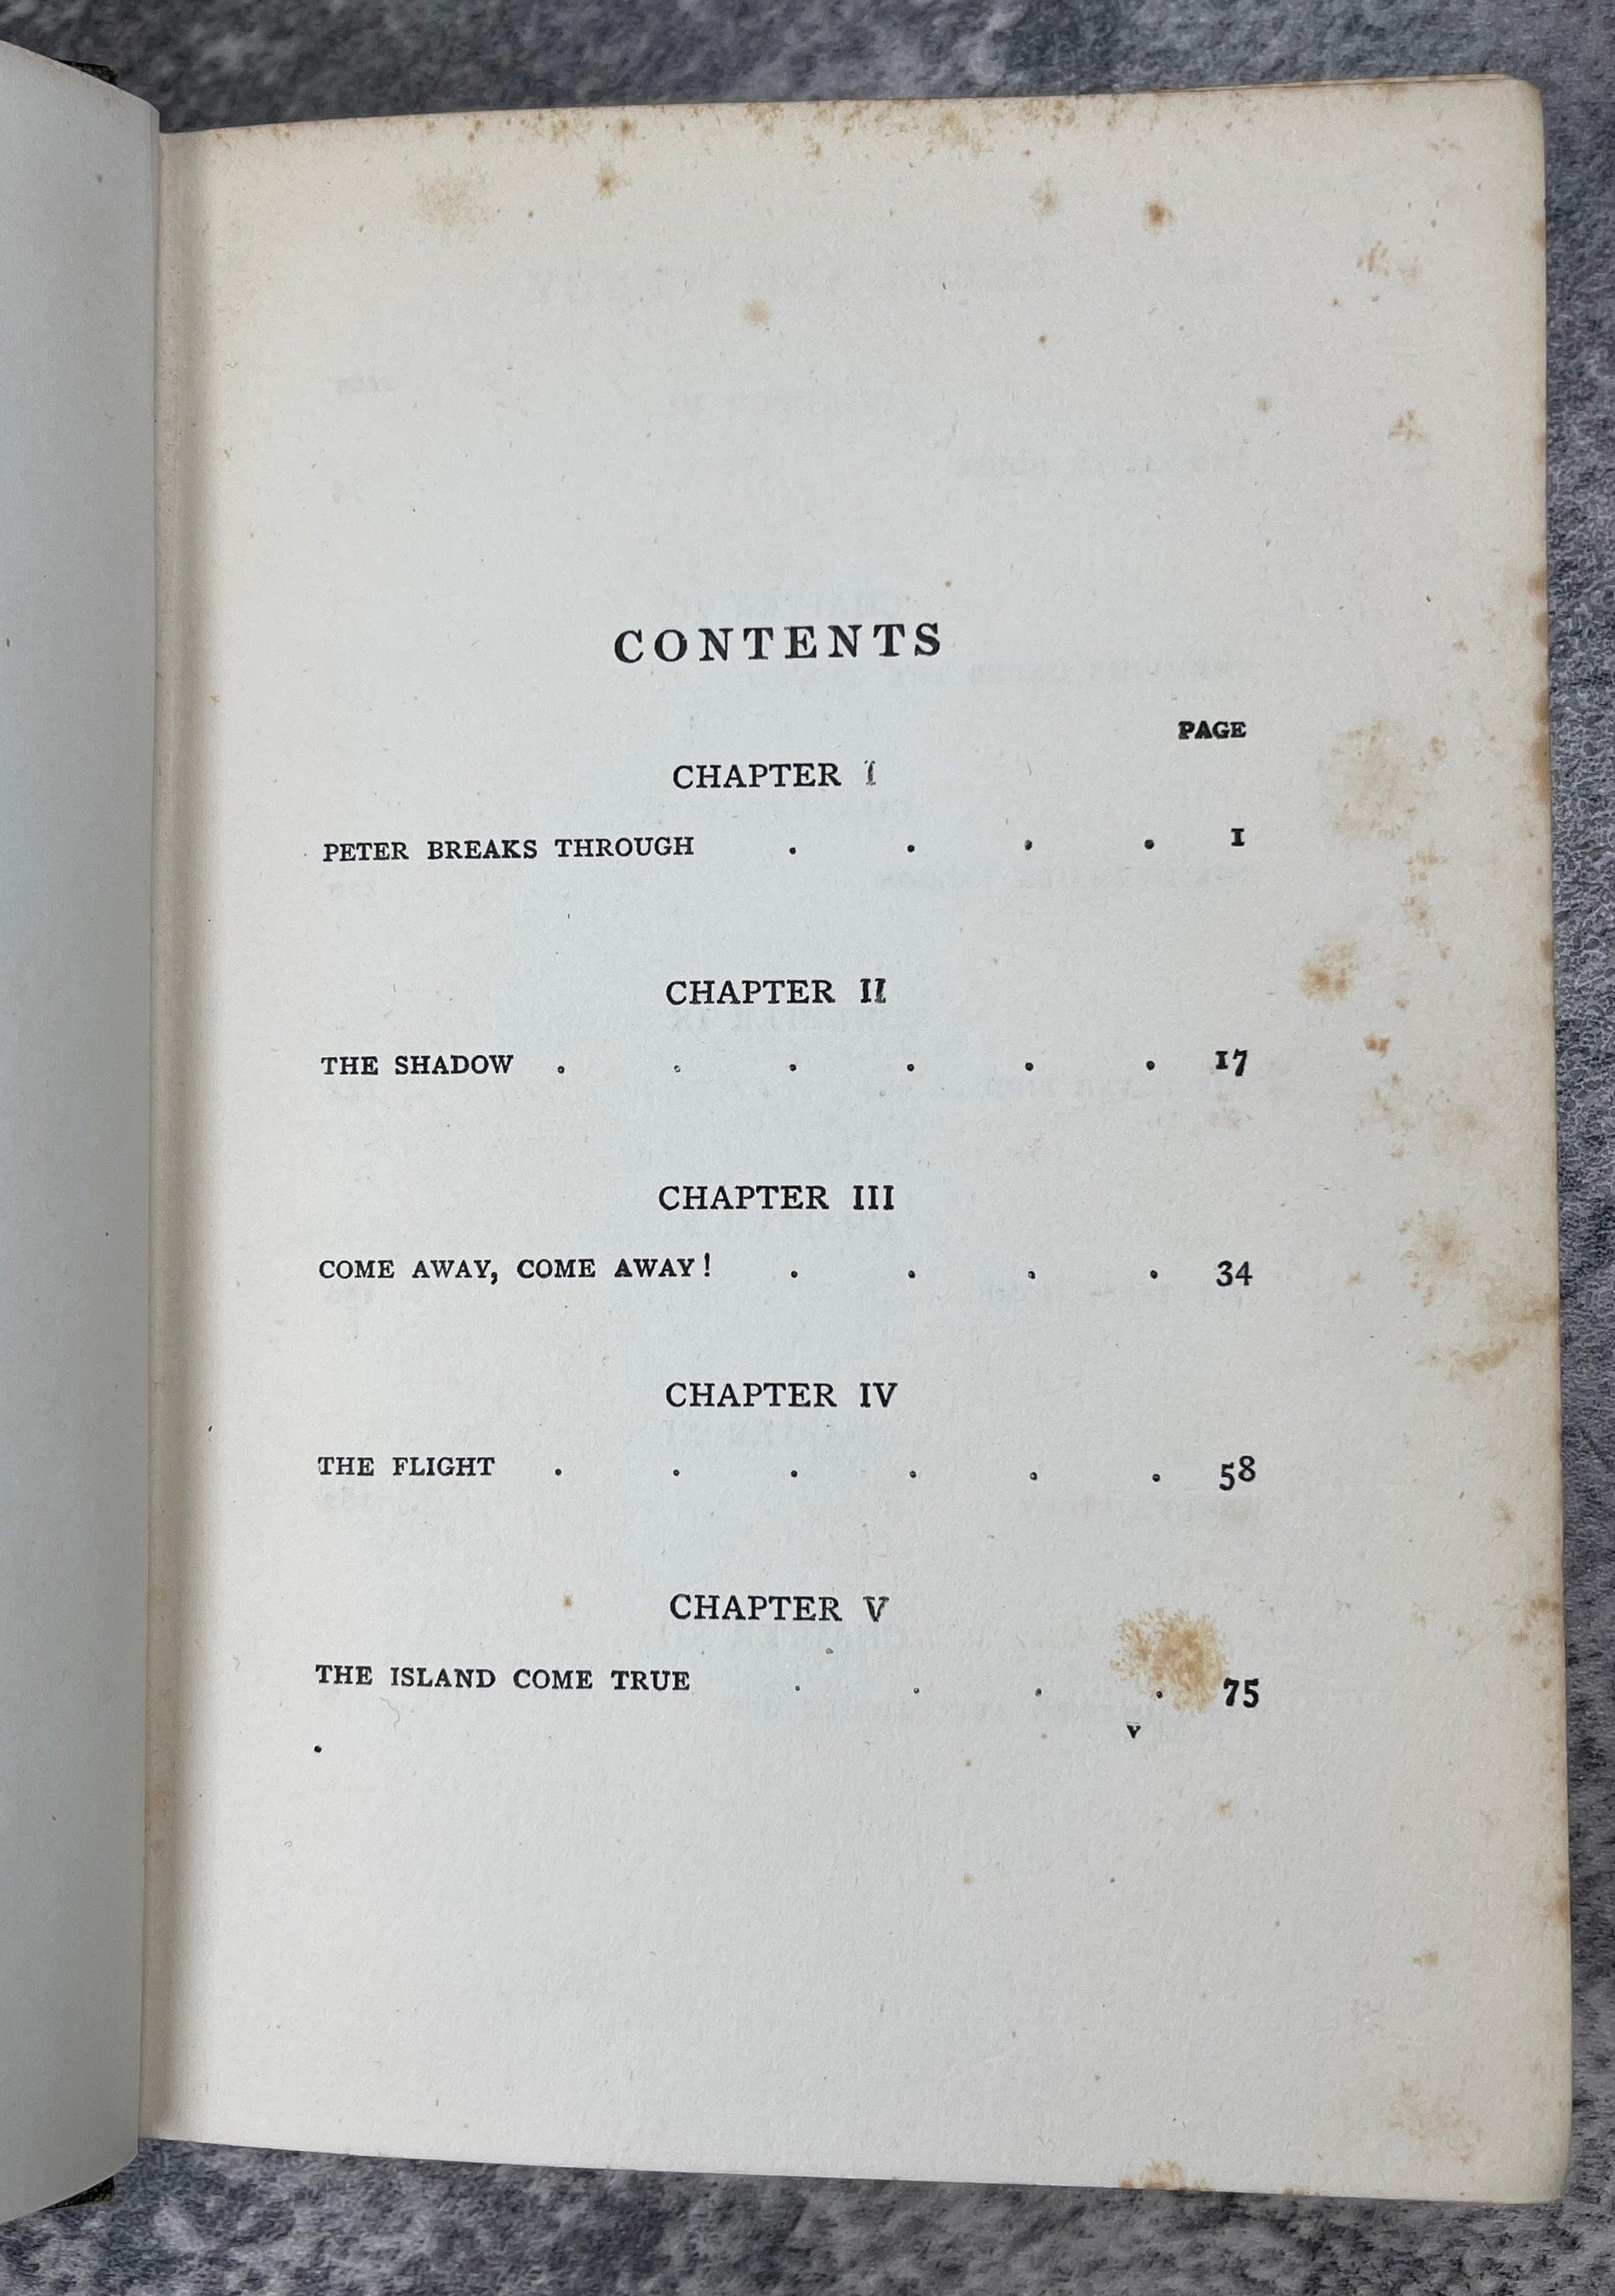 CONTENTS
PAGE
CHAPTER I
PETER BREAKS THROUGH . . . . 1
CHAPTER II
THE SHADOW . . . . . . 17
CHAPTER III
COME AWAY, COME AWAY! . . . . 34
CHAPTER IV
THE FLIGHT . . . . . . 58
CHAPTER V
THE ISLAND COME TRUE . . . . 75
v